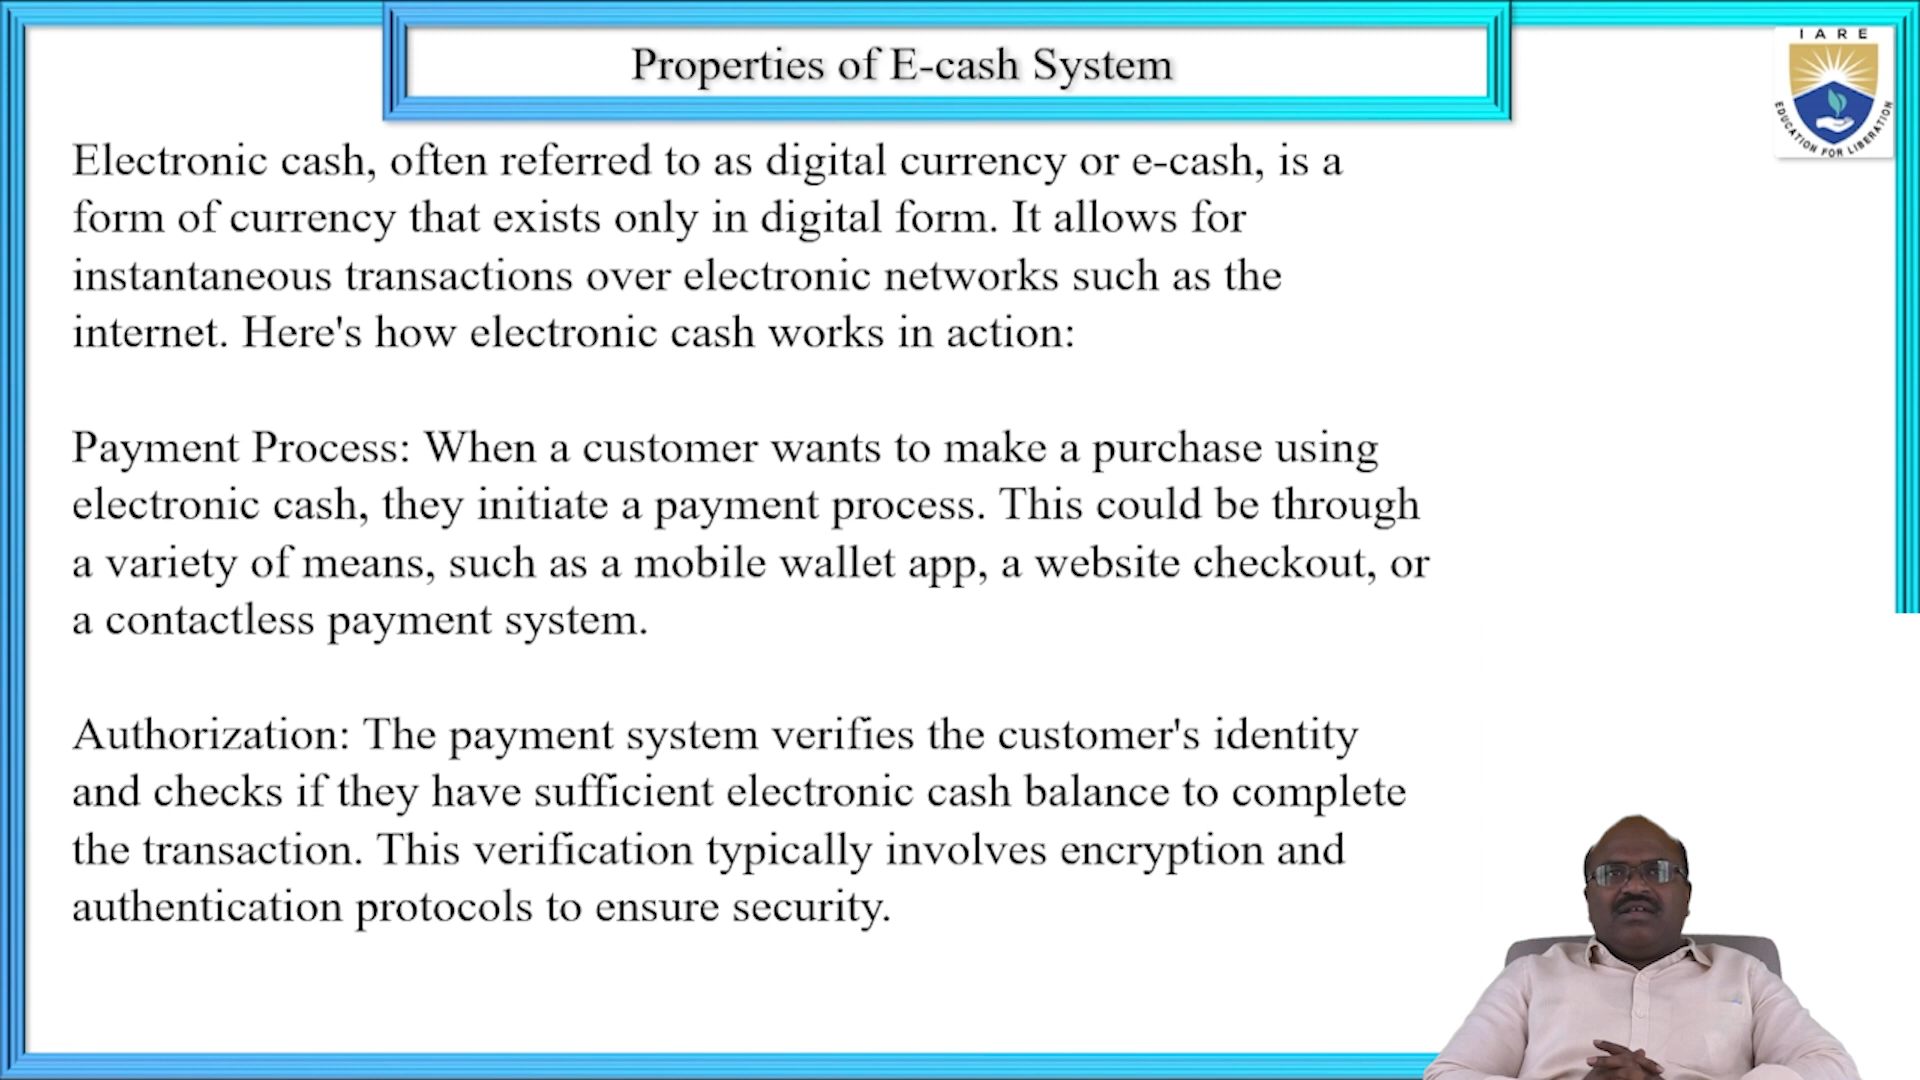 Properties of E-cash System
IARE
EDUCATION FOR LIBERATION
Electronic cash, often referred to as digital currency or e-cash, is a
form of currency that exists only in digital form. It allows for
instantaneous transactions over electronic networks such as the
internet. Here's how electronic cash works in action:
Payment Process: When a customer wants to make a purchase using
electronic cash, they initiate a payment process. This could be through
a variety of means, such as a mobile wallet app, a website checkout, or
a contactless payment system.
Authorization: The payment system verifies the customer's identity
and checks if they have sufficient electronic cash balance to complete
the transaction. This verification typically involves encryption and
authentication protocols to ensure security.